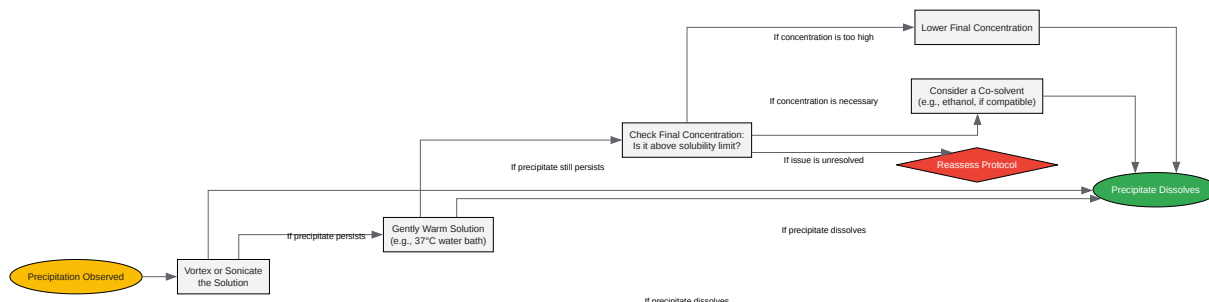 Lower Final Concentration
If concentration is too high
Consider a Co-solvent
(e.g., ethanol, if compatible)
If concentration is necessary
Check Final Concentration:
Is it above solubility limit?
If issue is unresolved
Reassess Protocol
If precipitate still persists
Precipitate Dissolves
Gently Warm Solution
(e.g., 37°C water bath)
If precipitate dissolves
If precipitate persists
Precipitation Observed
Vortex or Sonicate
the Solution
If precipitate dissolves